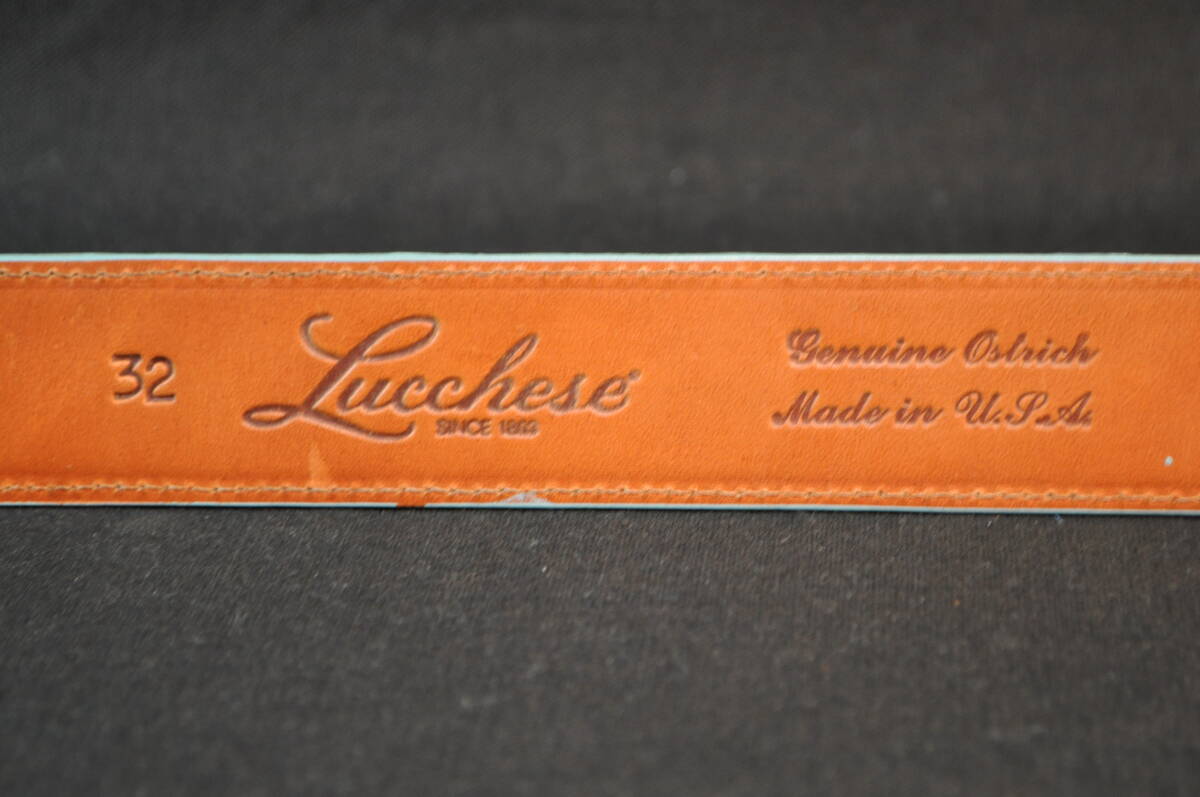 32
Lucchese®
SINCE 1883
Genuine Ostrich
Made in U.S.A.